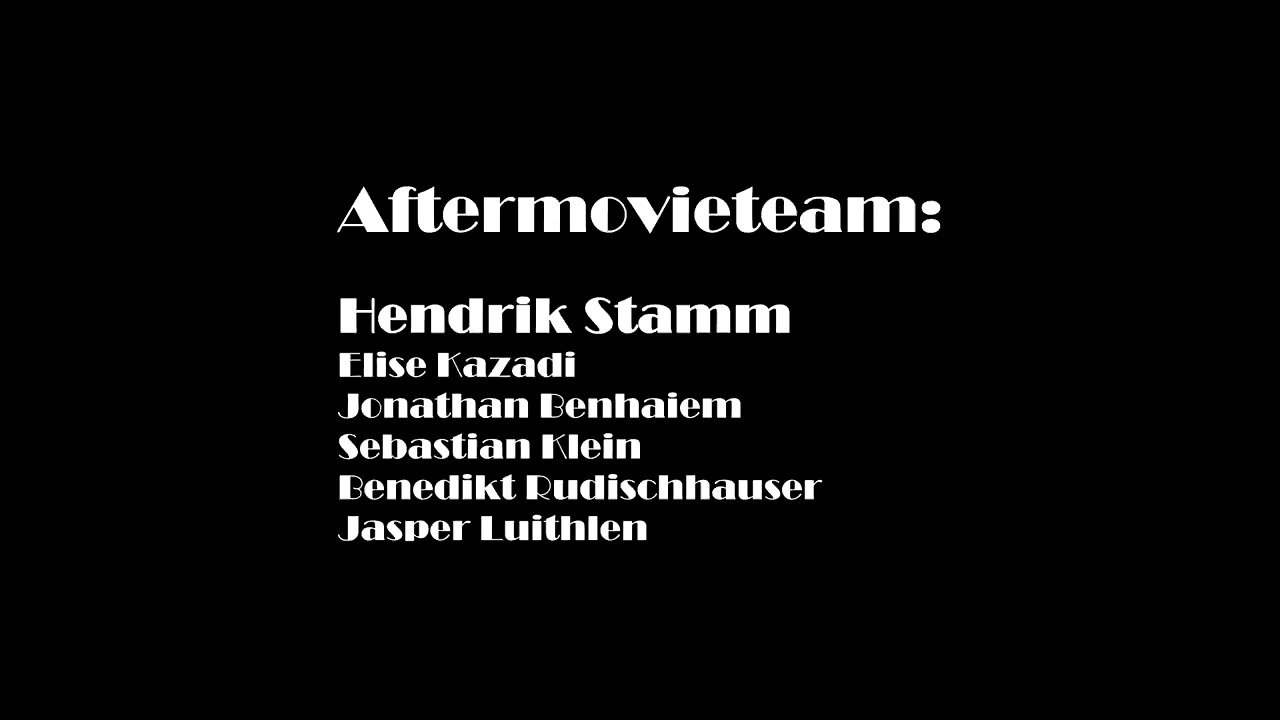 Aftermovieteam:
Hendrik Stamm
Elise Kazadi
Jonathan Benhaiem
Sebastian Klein
Benedikt Rudischhauser
Jasper Luithlen